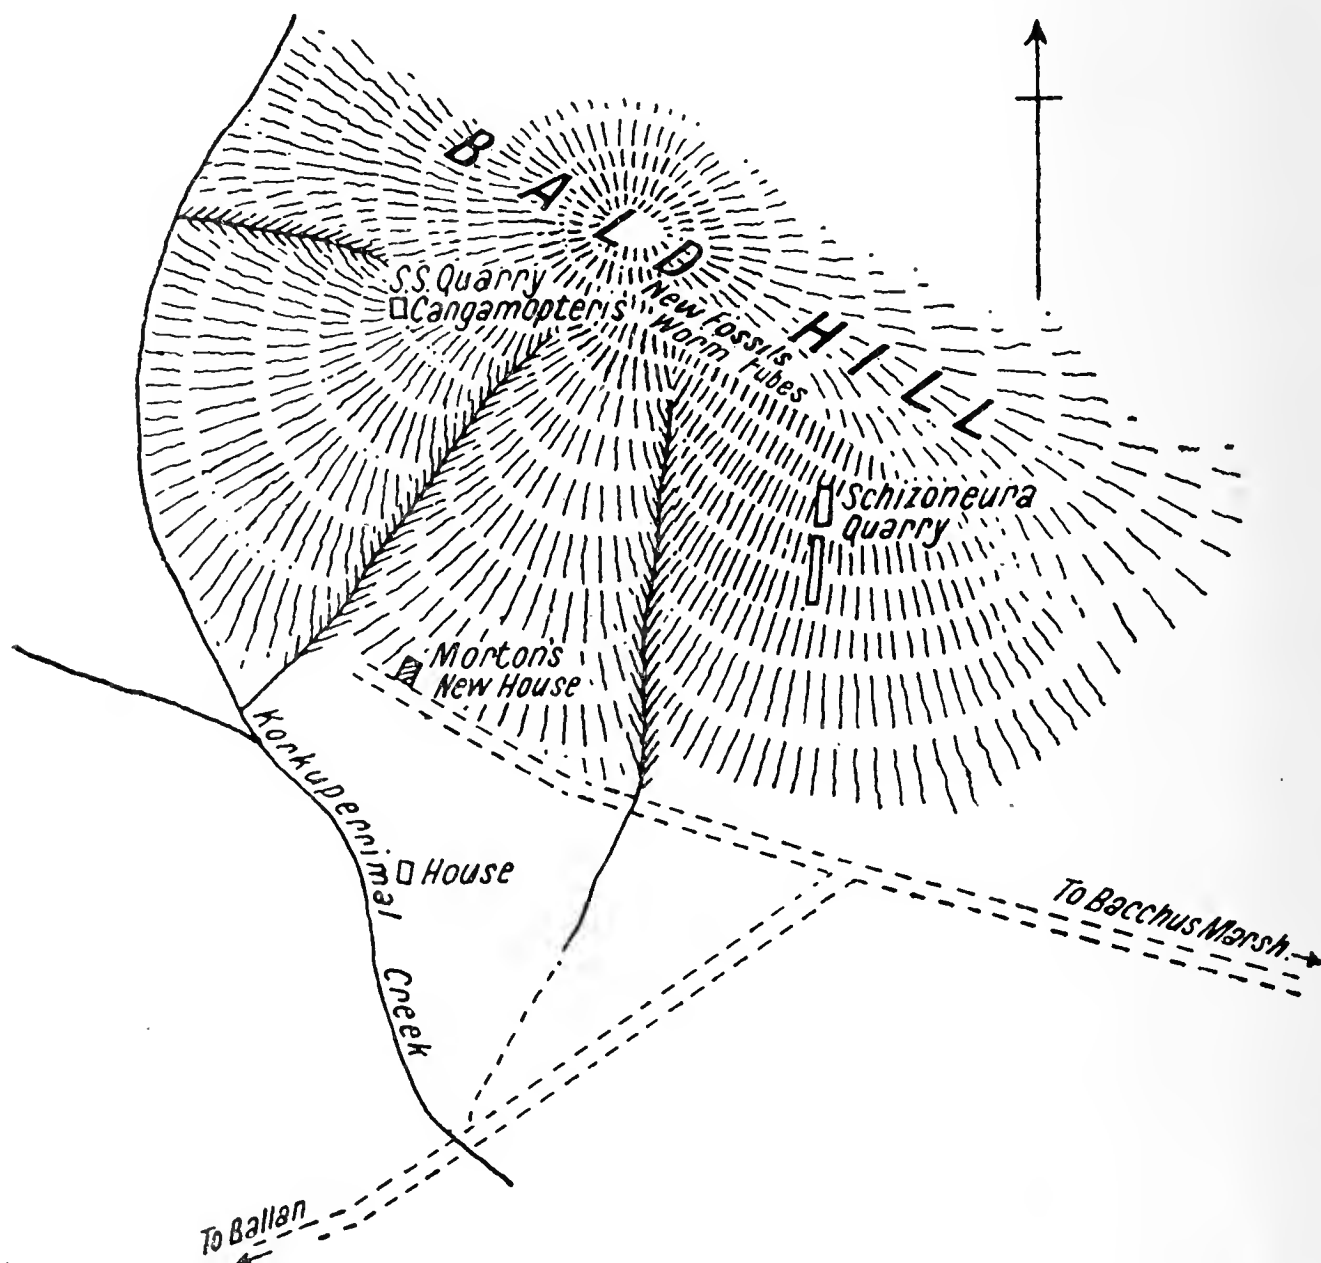 BALD HILL
S.S. Quarry
Cangamopteris
New Fossils
Worm tubes
Schizoneura
Quarry
Morton's
New House
Korkuperrimal Creek
House
To Bacchus Marsh.
To Ballan